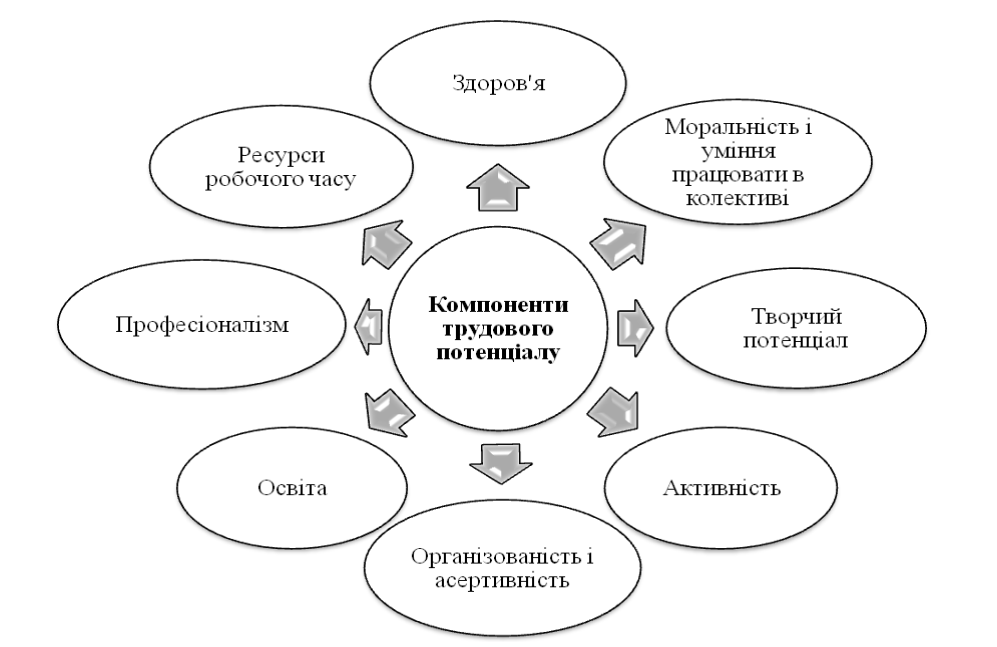 Здоров'я
Моральність і
уміння
працювати в
колективі
Ресурси
робочого часу
Компоненти
трудового
потенціалу
Професіоналізм
Творчий
потенціал
Освіта
Активність
Організованість і
асертивність